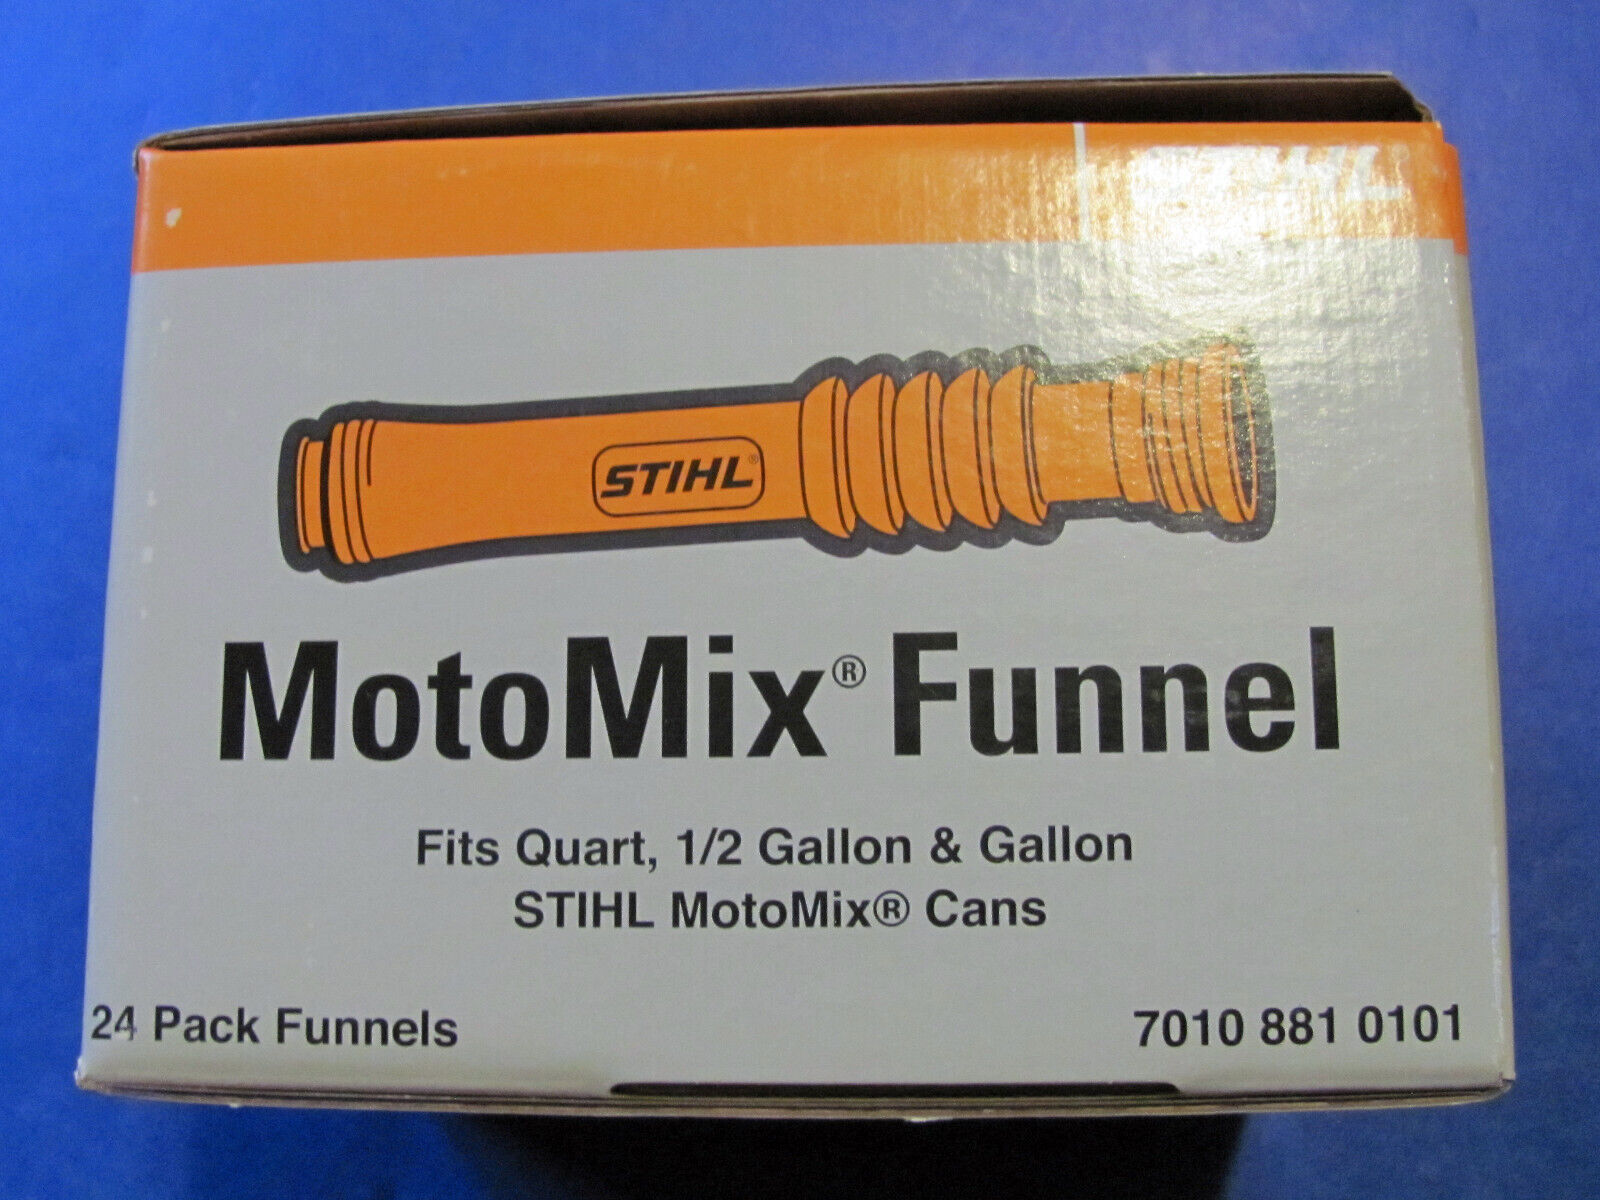 STIHL®
MotoMix® Funnel
Fits Quart, 1/2 Gallon & Gallon
STIHL MotoMix® Cans
24 Pack Funnels
7010 881 0101